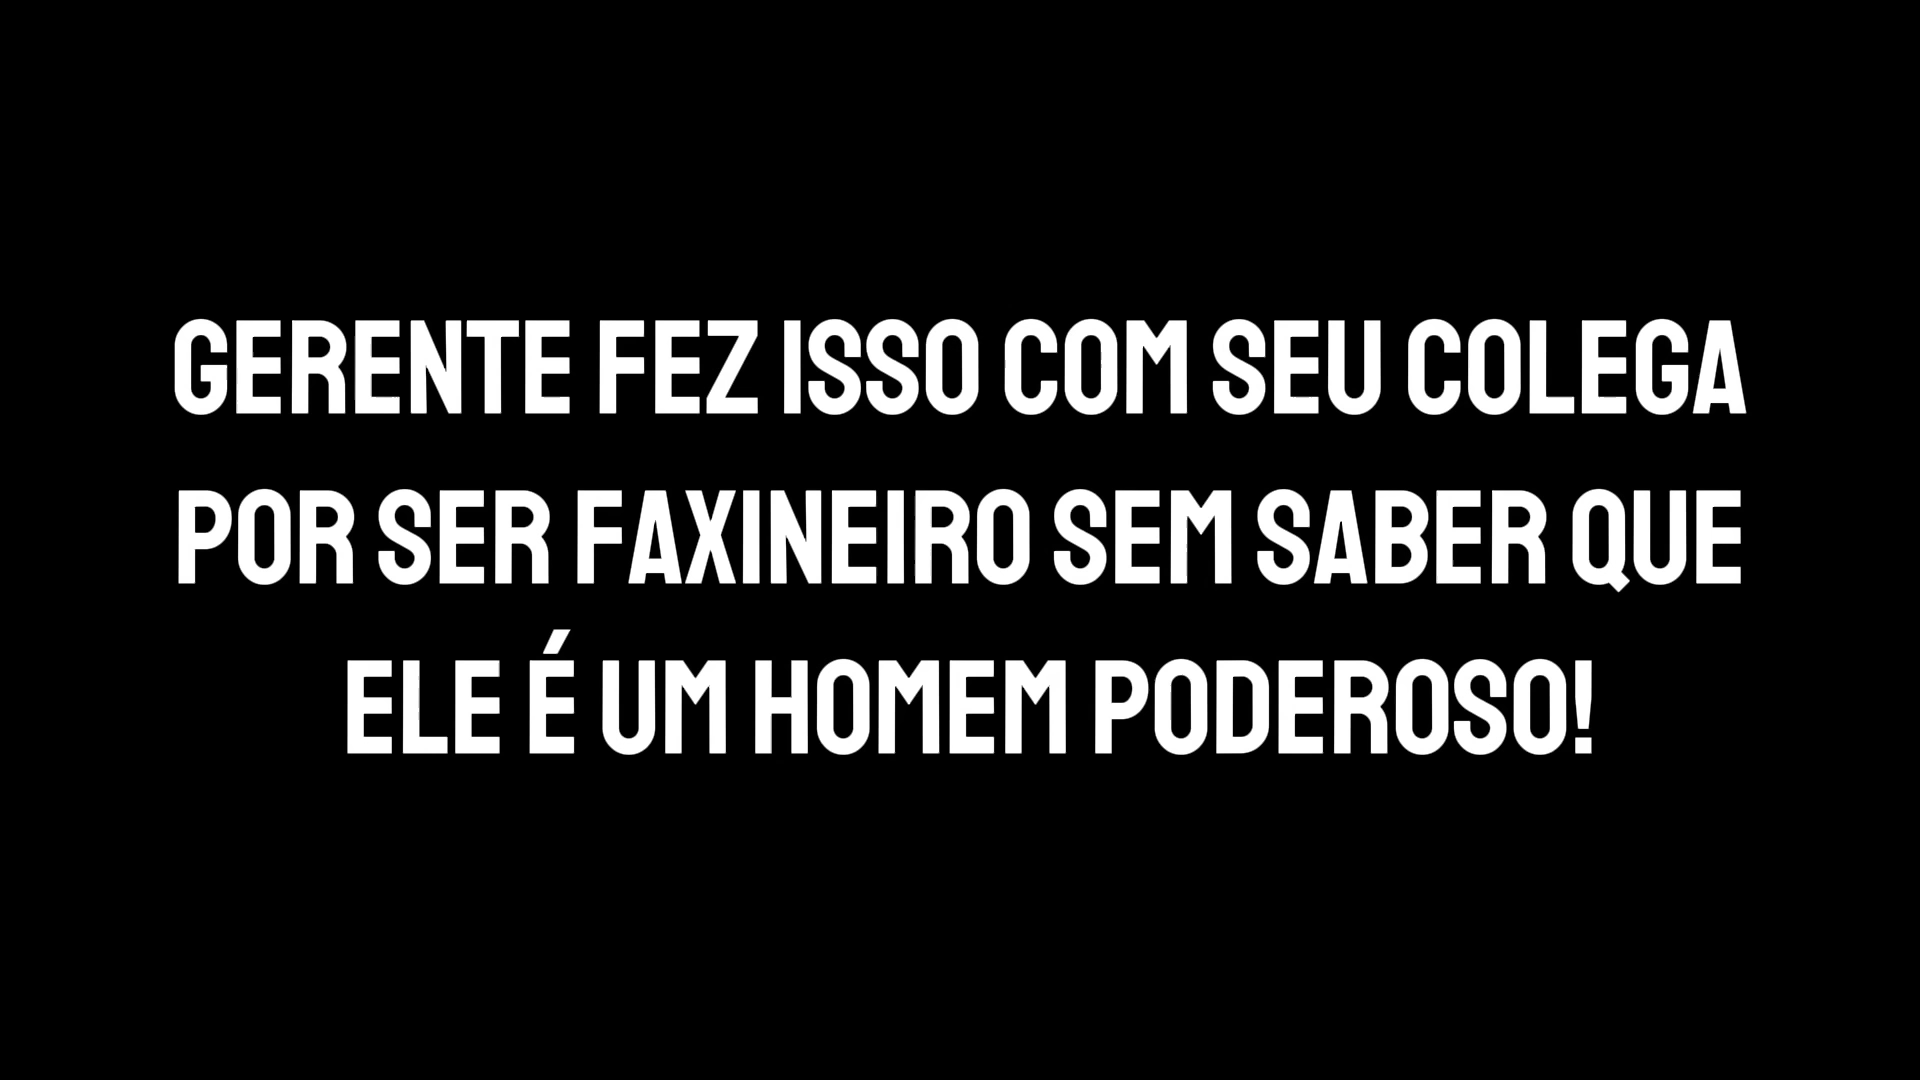 GERENTE FEZ ISSO COM SEU COLEGA
POR SER FAXINEIRO SEM SABER QUE
ELE É UM HOMEM PODEROSO!